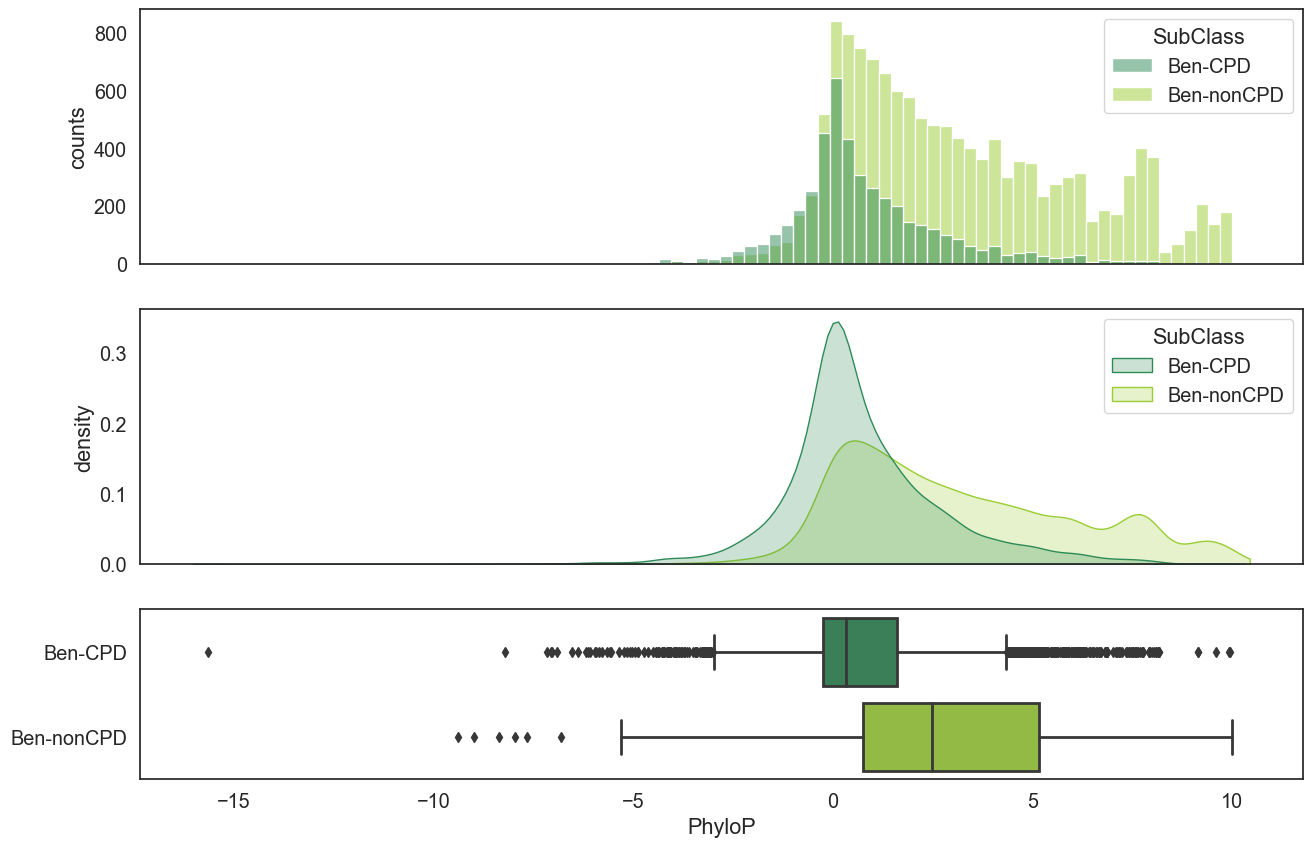 800
600
400
200
0
counts
SubClass
Ben-CPD
Ben-nonCPD
0.3
0.2
0.1
0.0
density
SubClass
Ben-CPD
Ben-nonCPD
Ben-CPD
Ben-nonCPD
−15 −10 −5 0 5 10
PhyloP